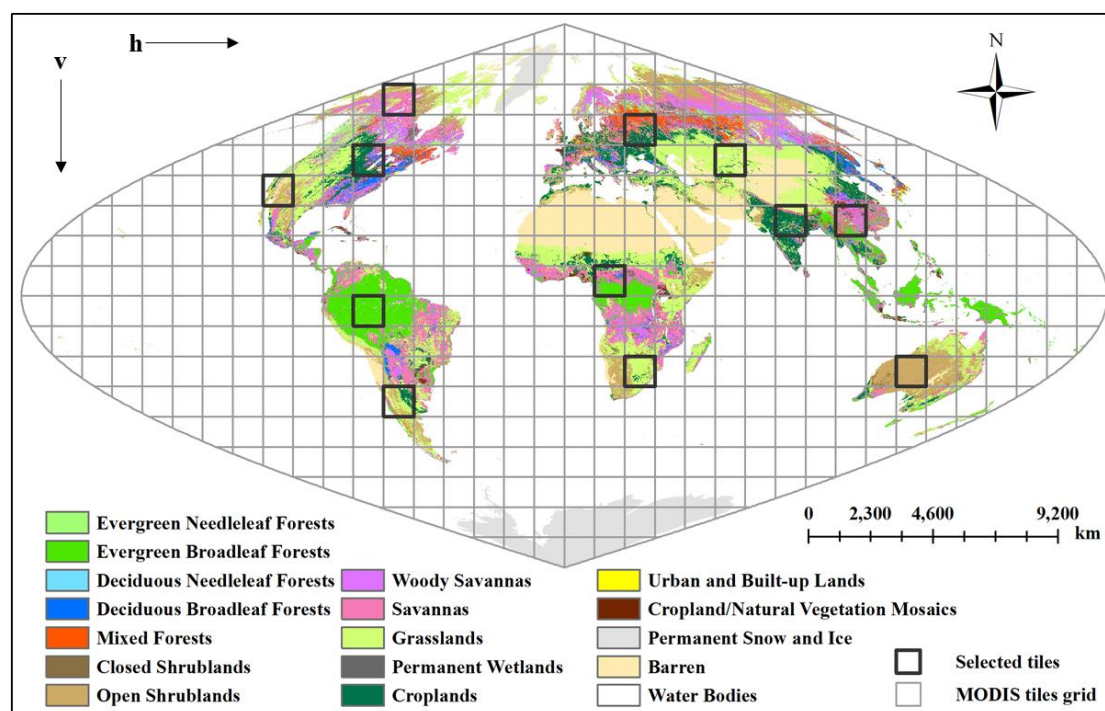 h
v
N
0 2,300 4,600 9,200
km
Evergreen Needleleaf Forests
Evergreen Broadleaf Forests
Deciduous Needleleaf Forests
Deciduous Broadleaf Forests
Mixed Forests
Closed Shrublands
Open Shrublands
Woody Savannas
Savannas
Grasslands
Permanent Wetlands
Croplands
Urban and Built-up Lands
Cropland/Natural Vegetation Mosaics
Permanent Snow and Ice
Barren
Water Bodies
Selected tiles
MODIS tiles grid